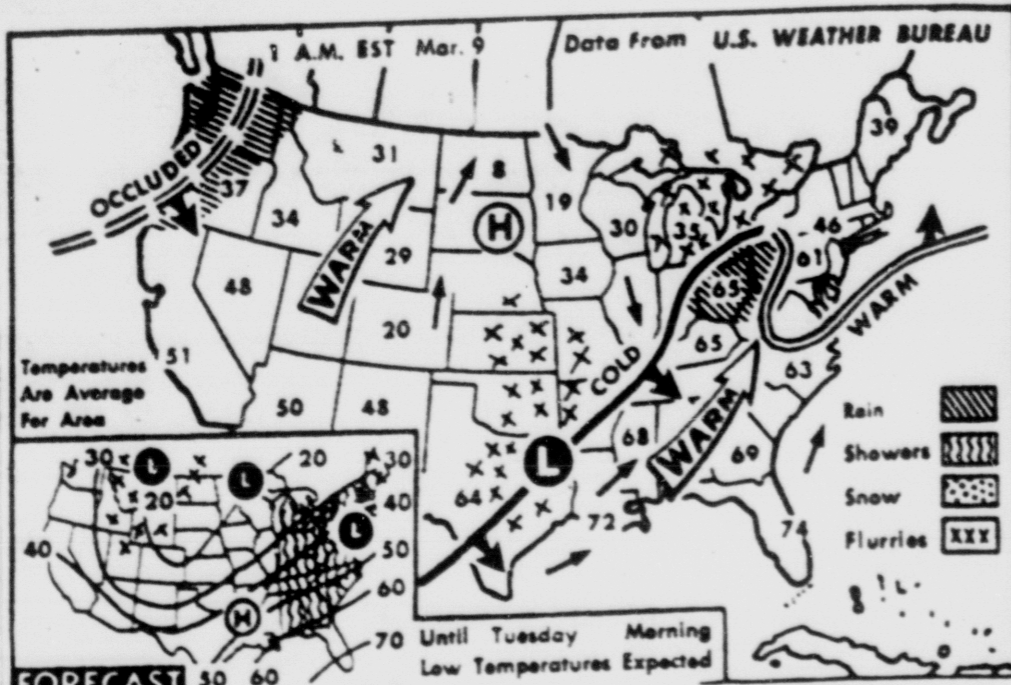 1 A.M. EST Mar. 9 Data From U.S. WEATHER BUREAU
OCCLUDED
37
31
8
34
29
WARM
H
19
30
35
34
39
46
61
65
48
20
COLD
65
WARM
63
51
Temperatures
Are Average
For Area
50
48
68
WARM
69
L
64
72
74
Rain
Showers
Snow
Flurries XXX
30
L
20
L
20
30
40
L
50
60
40
H
70
FORECAST 50 60
Until Tuesday Morning
Low Temperatures Expected